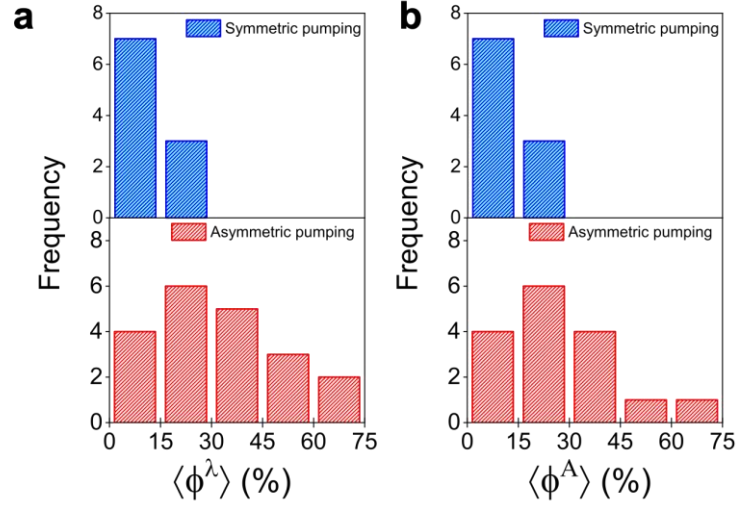 a
8
Symmetric pumping
6
4
2
0
Asymmetric pumping
8
6
4
2
0
0 15 30 45 60 75
Frequency
⟨ϕ^λ⟩ (%)
b
8
Symmetric pumping
6
4
2
0
Asymmetric pumping
8
6
4
2
0
0 15 30 45 60 75
Frequency
⟨ϕ^A⟩ (%)